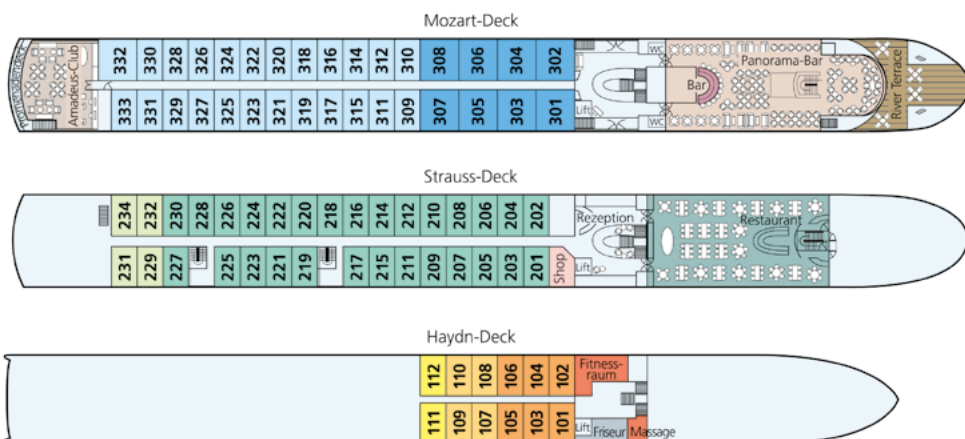 Mozart-Deck
332 330 328 326 324 322 320 318 316 314 312 310 308 306 304 302
WC
Amadeus-Club
Bar
Panorama-Bar
River Terrace
333 331 329 327 325 323 321 319 317 315 311 309 307 305 303 301
Lift
WC
Strauss-Deck
234 232 230 228 226 224 222 220 218 216 214 212 210 208 206 204 202
Rezeption
Restaurant
231 229 227 225 223 221 219 217 215 211 209 207 205 203 201
Shop
Lift
Haydn-Deck
112 110 108 106 104 102
Fitness-
raum
111 109 107 105 103 101
Lift
Friseur
Massage